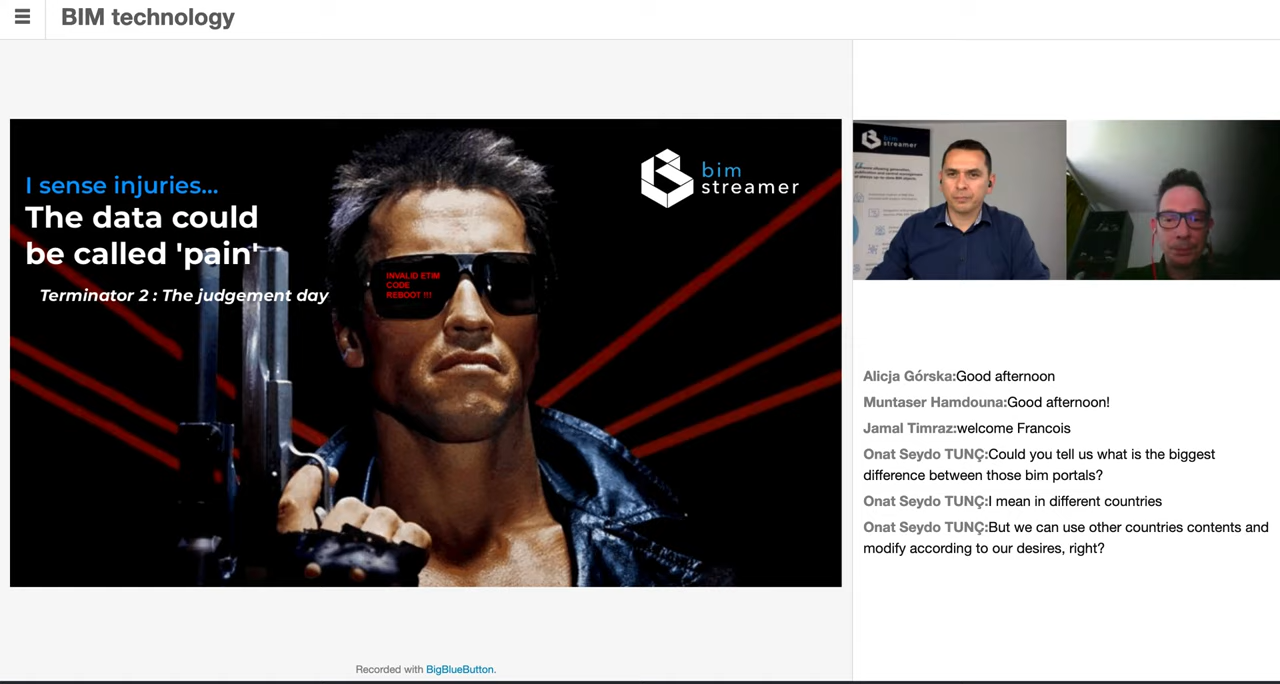 BIM technology
I sense injuries...
The data could
be called 'pain'
Terminator 2 : The judgement day
INVALID ETIM
CODE
REBOOT !!!
bim
streamer
bim
streamer
Alicja Górska:Good afternoon
Muntaser Hamdouna:Good afternoon!
Jamal Timraz:welcome Francois
Onat Seydo TUNÇ:Could you tell us what is the biggest
difference between those bim portals?
Onat Seydo TUNÇ:I mean in different countries
Onat Seydo TUNÇ:But we can use other countries contents and
modify according to our desires, right?
Recorded with BigBlueButton.